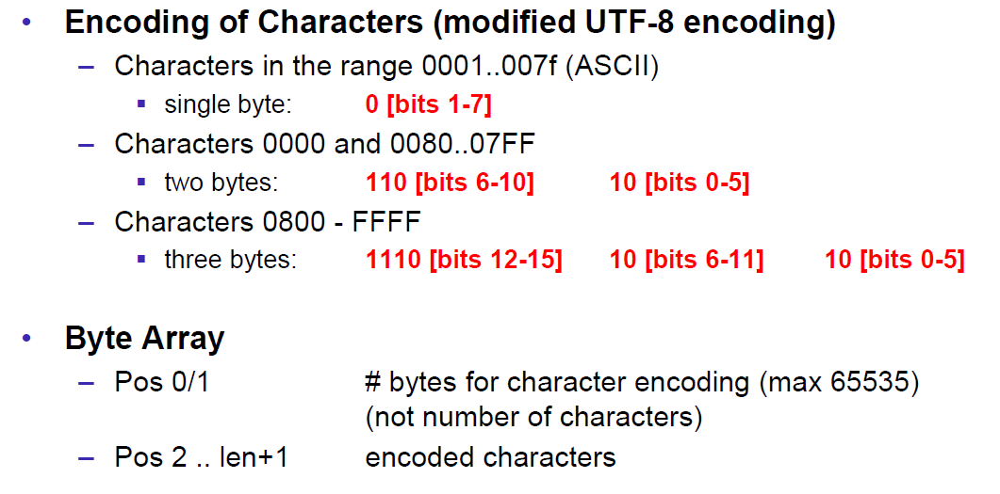 • Encoding of Characters (modified UTF-8 encoding)
– Characters in the range 0001..007f (ASCII)
▪ single byte: 0 [bits 1-7]
– Characters 0000 and 0080..07FF
▪ two bytes: 110 [bits 6-10] 10 [bits 0-5]
– Characters 0800 - FFFF
▪ three bytes: 1110 [bits 12-15] 10 [bits 6-11] 10 [bits 0-5]
• Byte Array
– Pos 0/1 # bytes for character encoding (max 65535)
(not number of characters)
– Pos 2 .. len+1 encoded characters